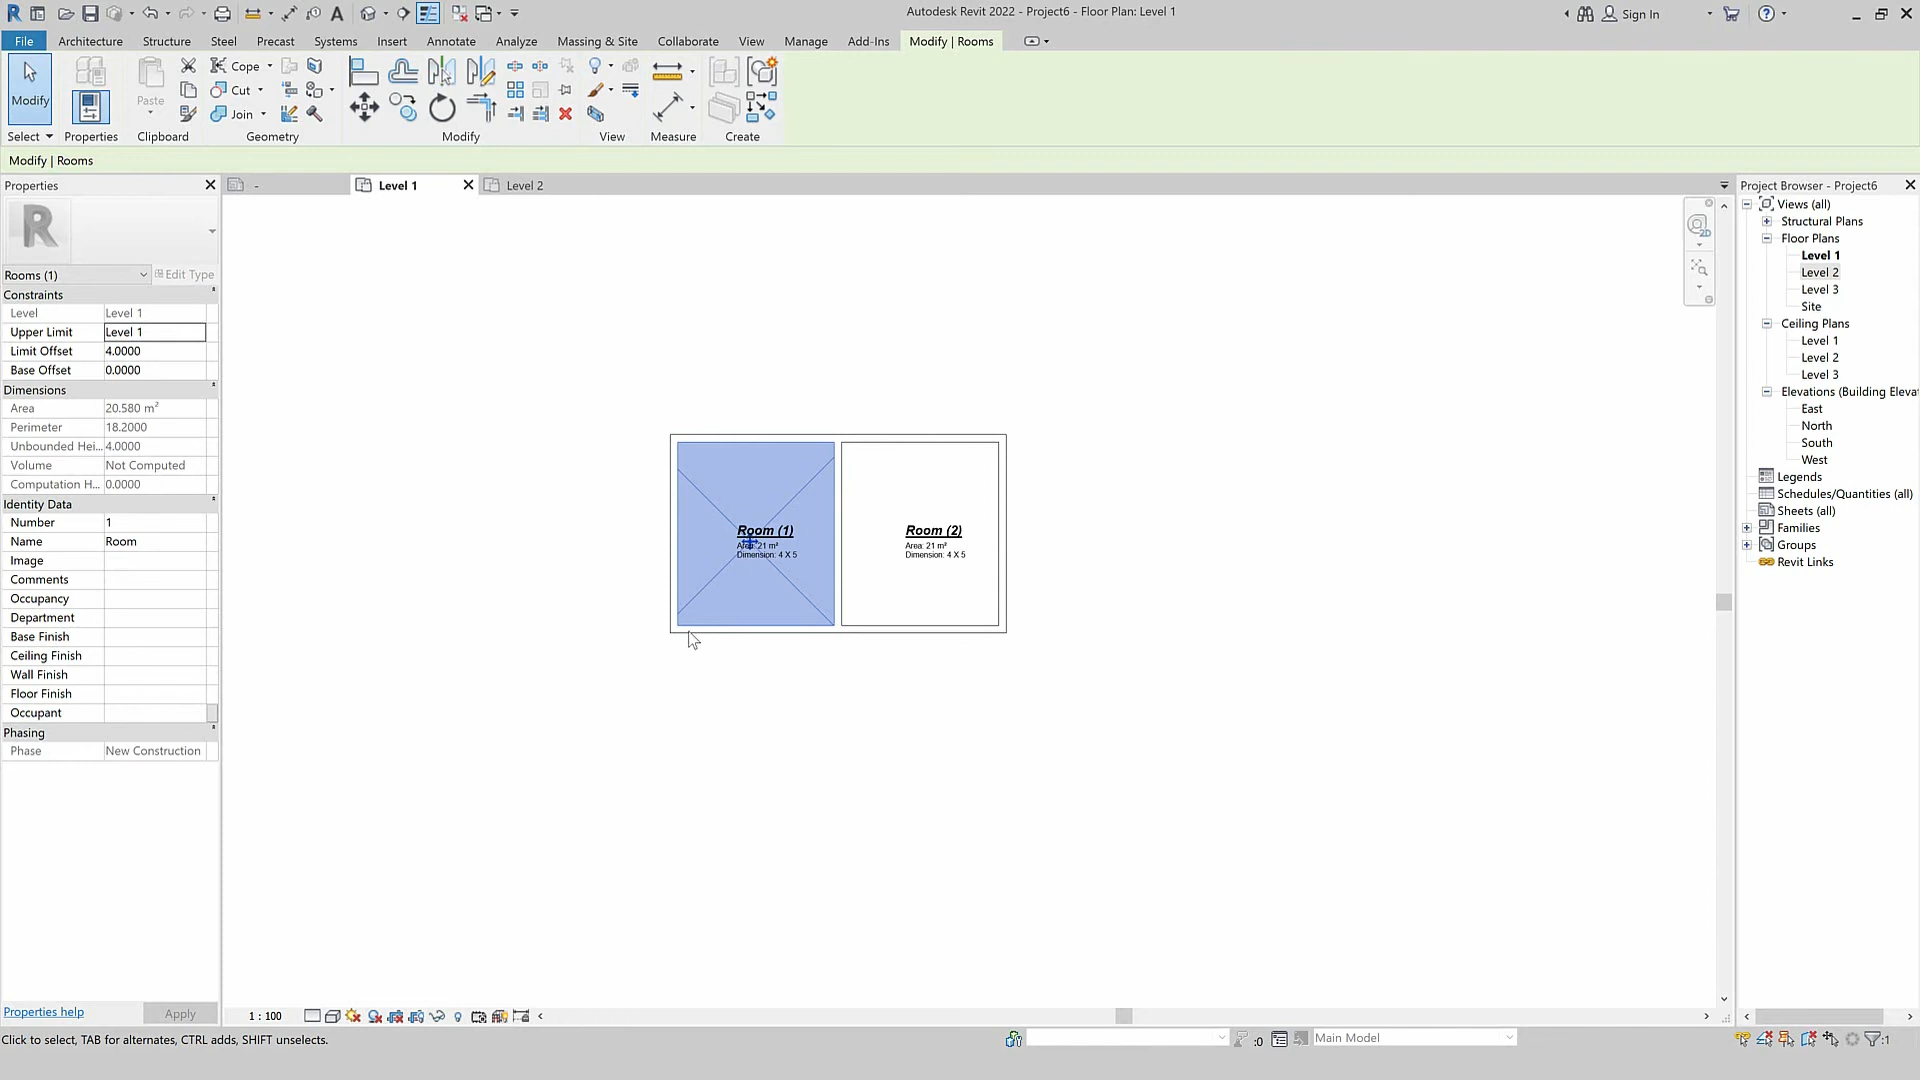 Autodesk Revit 2022 - Project6 - Floor Plan: Level 1
Sign In
File
Architecture
Structure
Steel
Precast
Systems
Insert
Annotate
Analyze
Massing & Site
Collaborate
View
Manage
Add-Ins
Modify | Rooms
Modify
Paste
Cope
Cut
Join
Select
Properties
Clipboard
Geometry
Modify
View
Measure
Create
Modify | Rooms
Properties
-
Level 1
Level 2
Project Browser - Project6
R
Rooms (1)
Edit Type
Constraints
Level Level 1
Upper Limit Level 1
Limit Offset 4.0000
Base Offset 0.0000
Dimensions
Area 20.580 m²
Perimeter 18.2000
Unbounded Hei... 4.0000
Volume Not Computed
Computation H... 0.0000
Identity Data
Number 1
Name Room
Image
Comments
Occupancy
Department
Base Finish
Ceiling Finish
Wall Finish
Floor Finish
Occupant
Phasing
Phase New Construction
Properties help
Apply
2D
Room (1)
Area: 21 m²
Dimension: 4 X 5
Room (2)
Area: 21 m²
Dimension: 4 X 5
Views (all)
Structural Plans
Floor Plans
Level 1
Level 2
Level 3
Site
Ceiling Plans
Level 1
Level 2
Level 3
Elevations (Building Eleva
East
North
South
West
Legends
Schedules/Quantities (all)
Sheets (all)
Families
Groups
Revit Links
1 : 100
Click to select, TAB for alternates, CTRL adds, SHIFT unselects.
:0
Main Model
:1